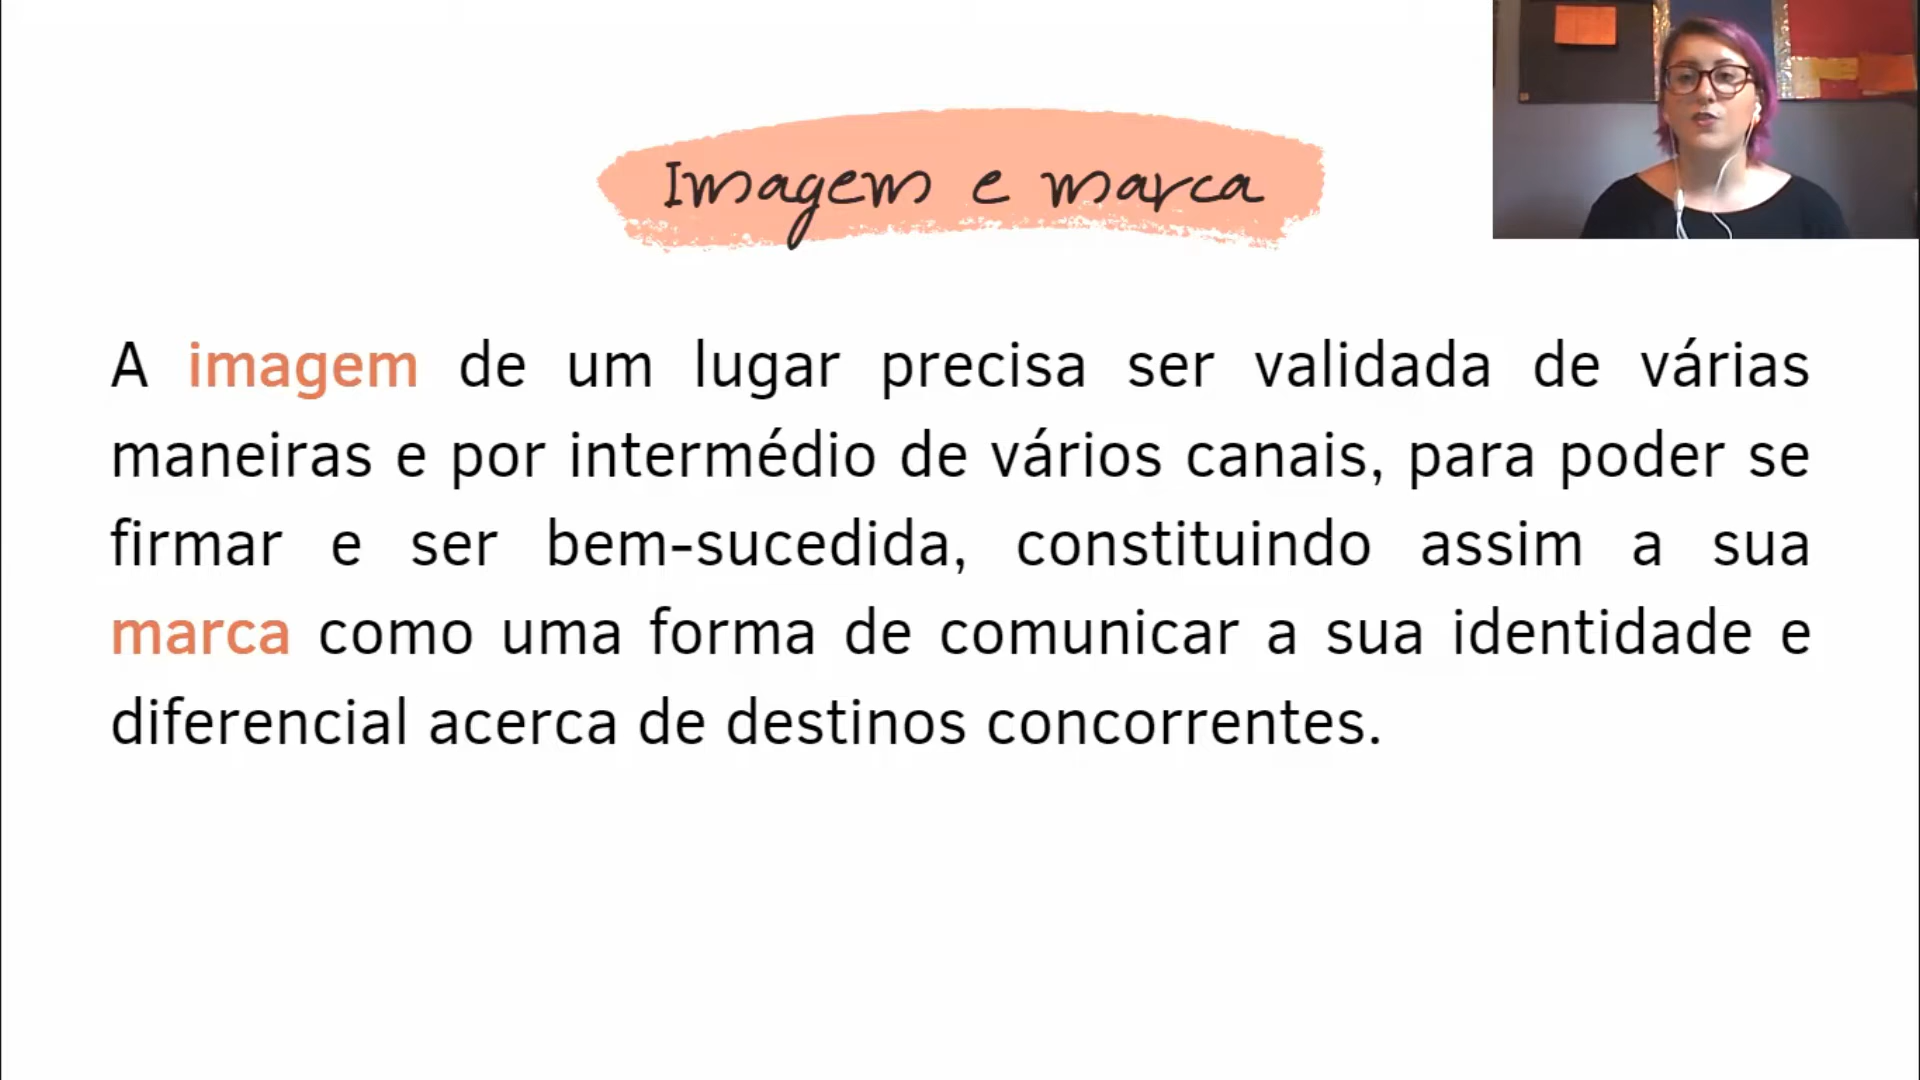 Imagem e marca
A imagem de um lugar precisa ser validada de várias
maneiras e por intermédio de vários canais, para poder se
firmar e ser bem-sucedida, constituindo assim a sua
marca como uma forma de comunicar a sua identidade e
diferencial acerca de destinos concorrentes.